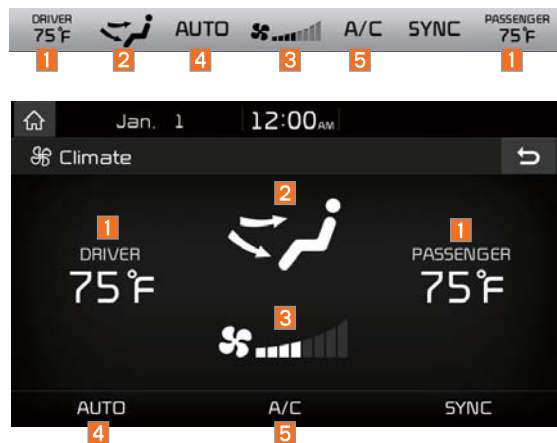 DRIVER AUTO A/C SYNC PASSENGER
75°F 75°F
1 2 4 3 5 1
Jan. 1 12:00AM
Climate
2
1 1
DRIVER PASSENGER
75°F 75°F
3
AUTO A/C SYNC
4 5